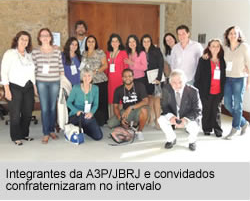 Integrantes da A3P/JBRJ e convidados
confraternizaram no intervalo